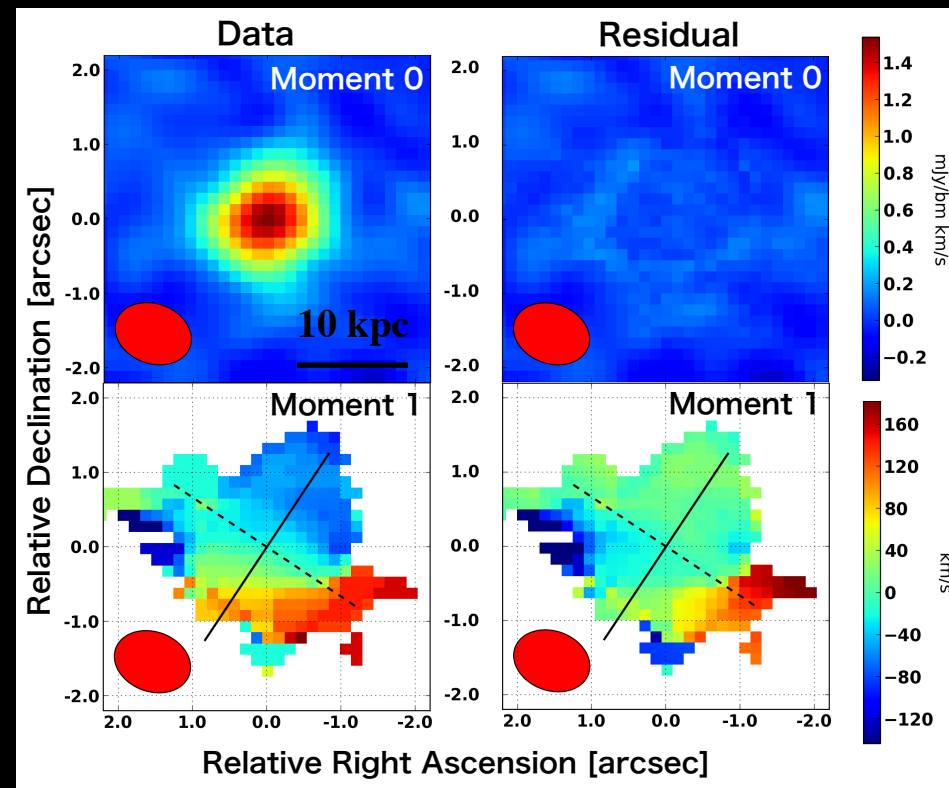 Data
Residual
Moment 0
Moment 0
2.0
1.0
0.0
-1.0
-2.0
2.0
1.0
0.0
-1.0
-2.0
10 kpc
1.4
1.2
1.0
0.8
0.6
0.4
0.2
0.0
−0.2
mJy/bm km/s
Relative Declination [arcsec]
Moment 1
Moment 1
2.0
1.0
0.0
-1.0
-2.0
2.0
1.0
0.0
-1.0
-2.0
160
120
80
40
0
−40
−80
−120
km/s
2.0 1.0 0.0 -1.0 -2.0
2.0 1.0 0.0 -1.0 -2.0
Relative Right Ascension [arcsec]